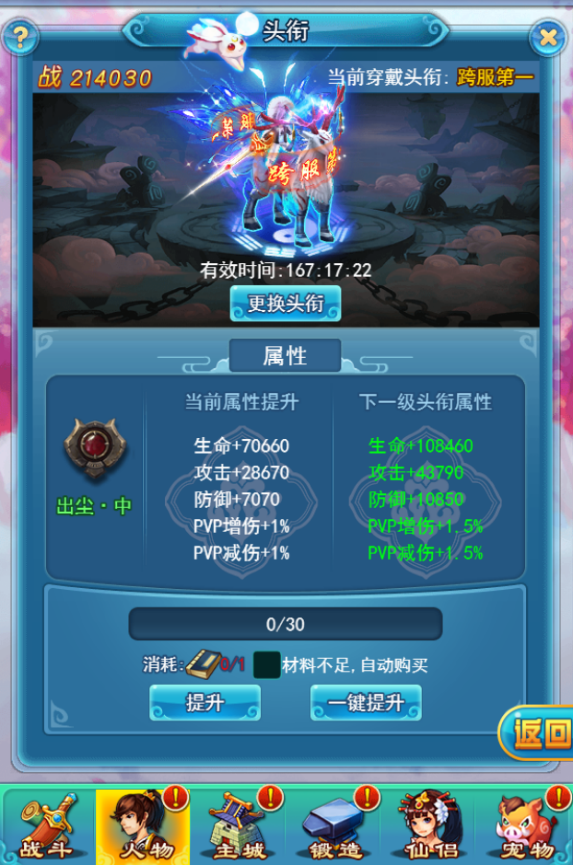 ?
头衔
战 214030
当前穿戴头衔: 跨服第一
跨服第
有效时间:167:17:22
更换头衔
属性
当前属性提升
下一级头衔属性
生命+70660
生命+108460
攻击+28670
攻击+43790
防御+7070
防御+10850
出尘·中
PVP增伤+1%
PVP增伤+1.5%
PVP减伤+1%
PVP减伤+1.5%
0/30
消耗: 0/1 材料不足,自动购买
提升
一键提升
返回
战斗
人物
主城
锻造
仙侣
宠物